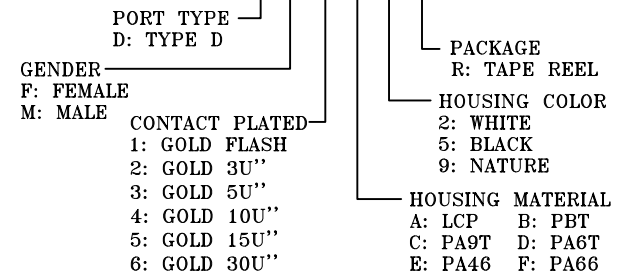 PORT TYPE
D: TYPE D
GENDER
F: FEMALE
M: MALE
CONTACT PLATED
1: GOLD FLASH
2: GOLD 3U''
3: GOLD 5U''
4: GOLD 10U''
5: GOLD 15U''
6: GOLD 30U''
PACKAGE
R: TAPE REEL
HOUSING COLOR
2: WHITE
5: BLACK
9: NATURE
HOUSING MATERIAL
A: LCP B: PBT
C: PA9T D: PA6T
E: PA46 F: PA66